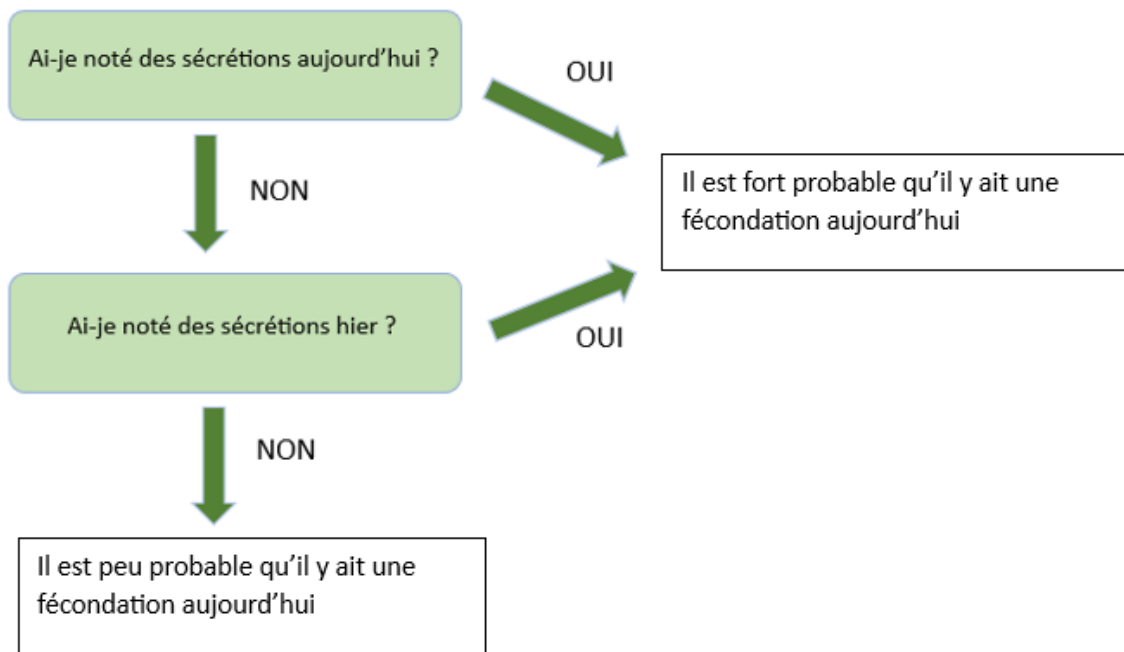 Ai-je noté des sécrétions aujourd’hui ?
OUI
NON
Il est fort probable qu’il y ait une
fécondation aujourd’hui
Ai-je noté des sécrétions hier ?
OUI
NON
Il est peu probable qu’il y ait une
fécondation aujourd’hui